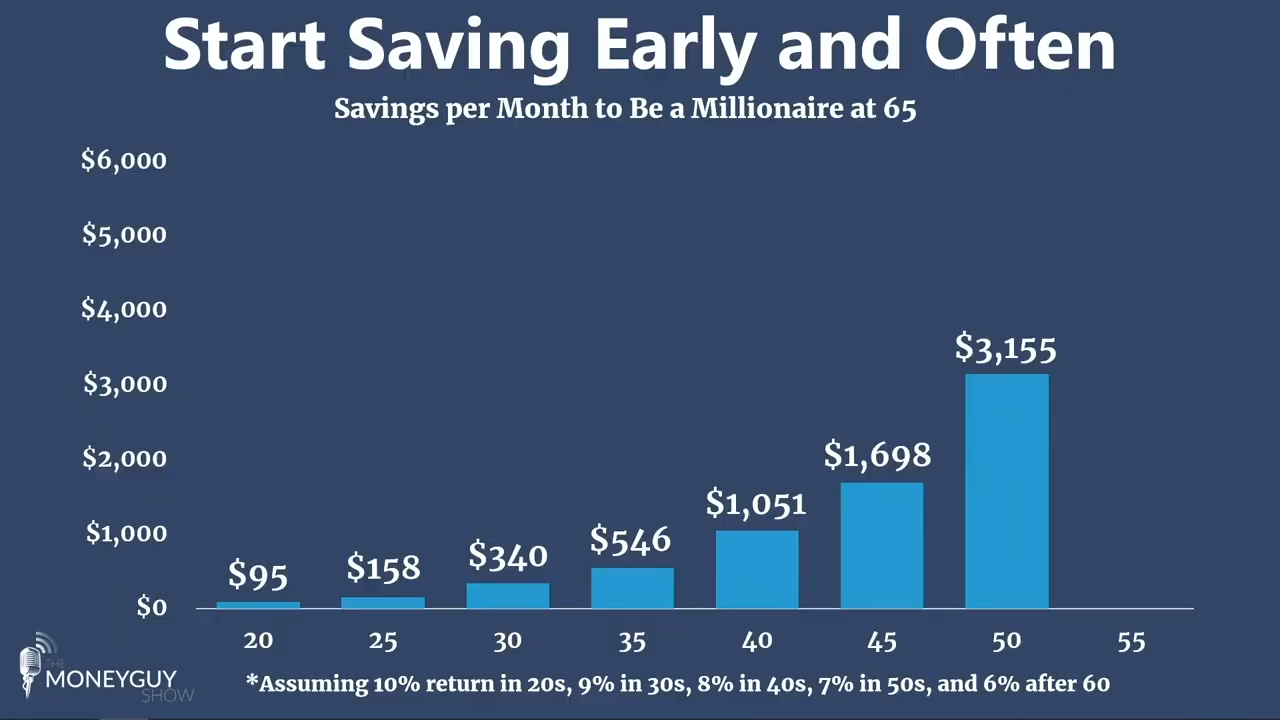 Start Saving Early and Often
Savings per Month to Be a Millionaire at 65
$6,000
$5,000
$4,000
$3,000
$2,000
$1,000
$0
$95
$158
$340
$546
$1,051
$1,698
$3,155
20 25 30 35 40 45 50 55
*Assuming 10% return in 20s, 9% in 30s, 8% in 40s, 7% in 50s, and 6% after 60
THE
MONEYGUY
SHOW